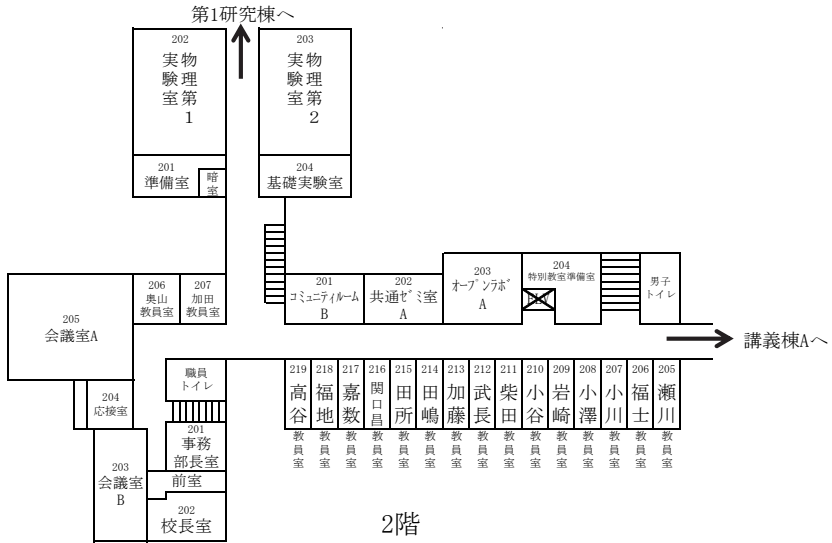 第1研究棟へ
202
物理第1
実験室
203
物理第2
実験室
201
準備室
暗室
204
基礎実験室
205
会議室A
206
奥山
教員室
207
加田
教員室
201
コミュニティルーム
B
202
共通ゼミ室
A
203
オープンラボ
A
204
特別教室準備室
ELV
男子
トイレ
講義棟Aへ
職員
トイレ
204
応接室
201
事務
部長室
203
会議室
B
前室
202
校長室
219
高谷
教員室
218
福地
教員室
217
嘉数
教員室
216
関口昌
教員室
215
田所
教員室
214
田嶋
教員室
213
加藤
教員室
212
武長
教員室
211
柴田
教員室
210
小谷
教員室
209
岩崎
教員室
208
小澤
教員室
207
小川
教員室
206
福士
教員室
205
瀬川
教員室
2階